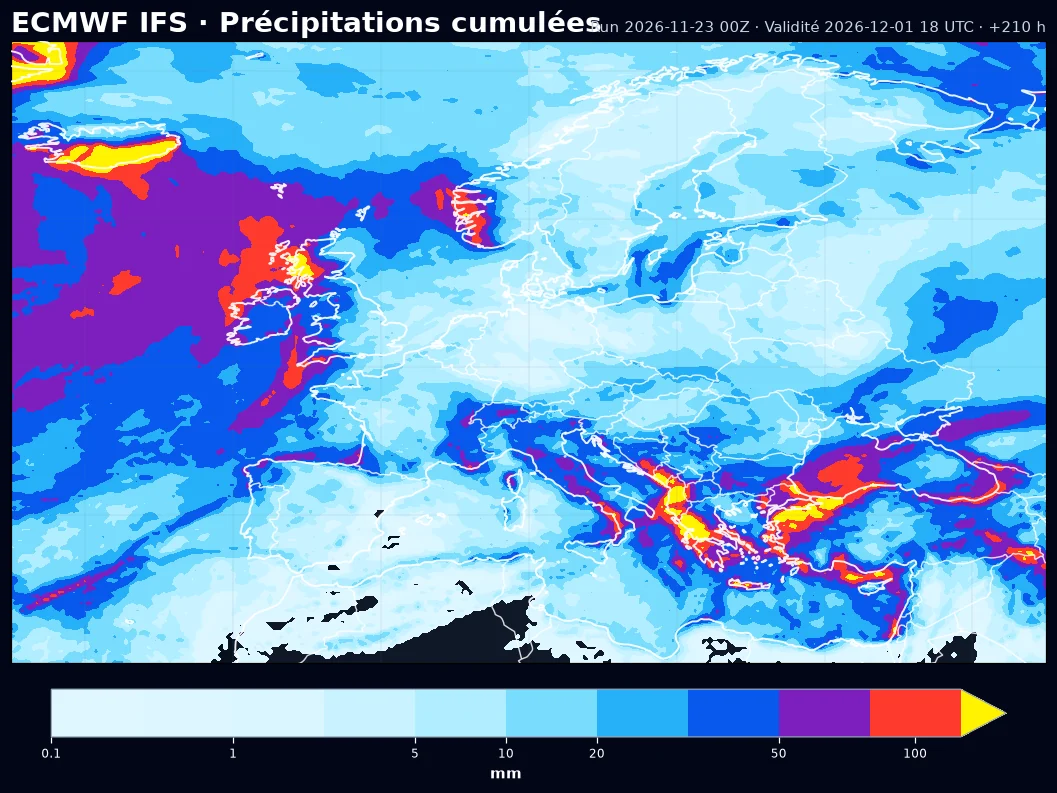 ECMWF IFS · Précipitations cumulées
Run 2026-11-23 00Z · Validité 2026-12-01 18 UTC · +210 h
0.1 1 5 10 20 50 100
mm